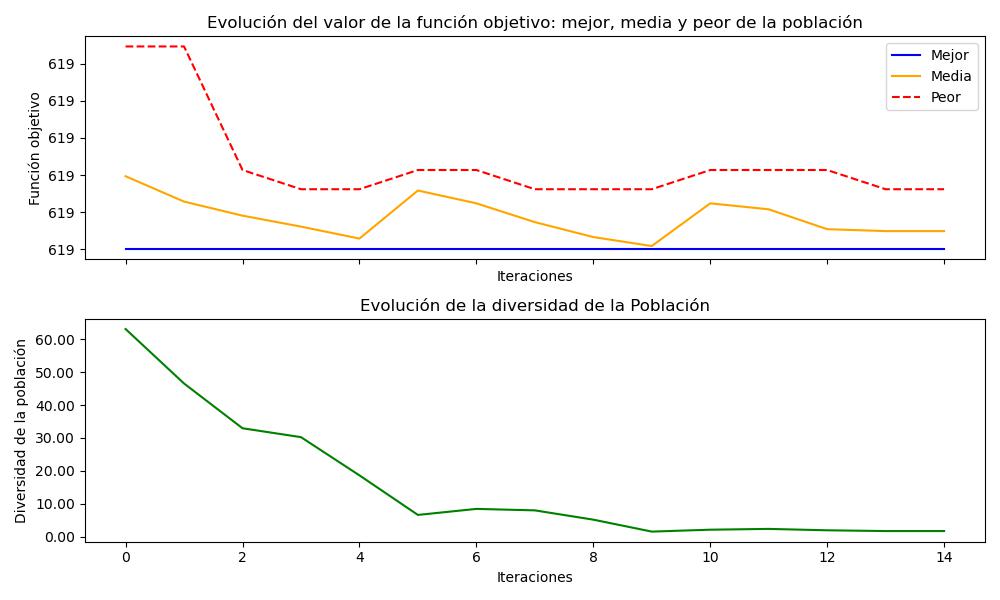 Evolución del valor de la función objetivo: mejor, media y peor de la población
Función objetivo
619
619
619
619
619
619
Mejor
Media
Peor
Iteraciones
Evolución de la diversidad de la Población
Diversidad de la población
60.00
50.00
40.00
30.00
20.00
10.00
0.00
0 2 4 6 8 10 12 14
Iteraciones